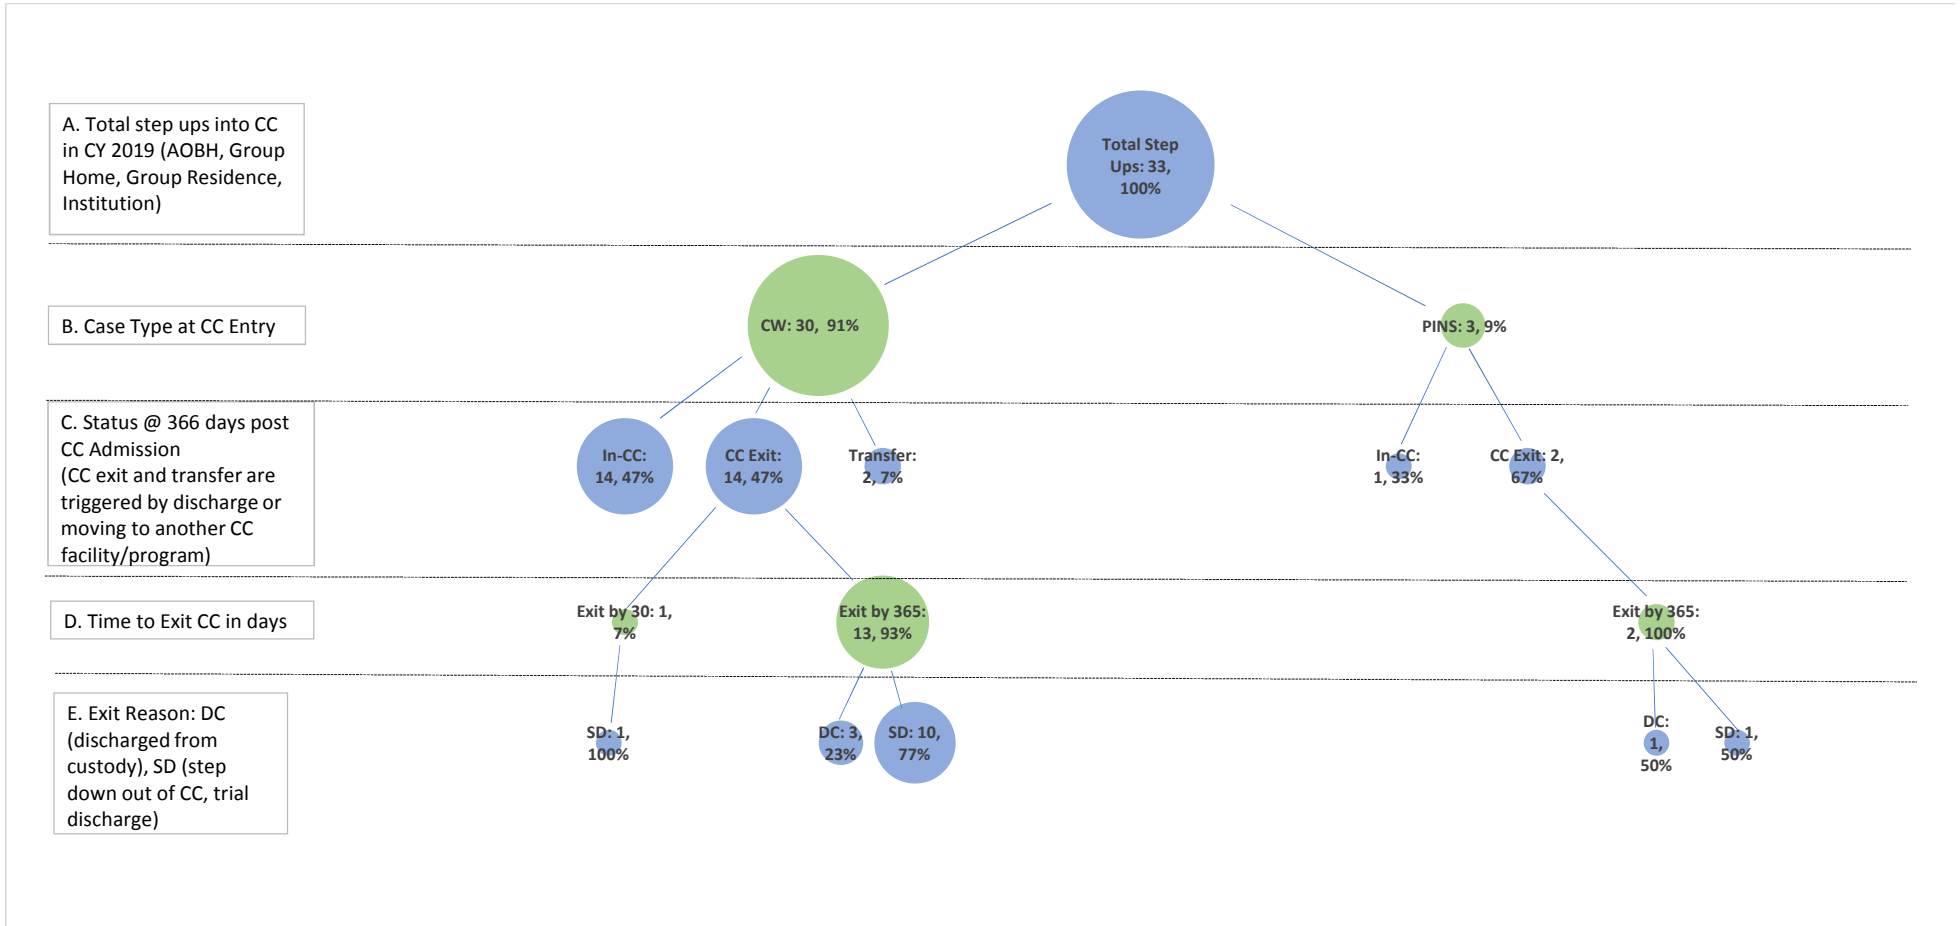 A. Total step ups into CC
in CY 2019 (AOBH, Group
Home, Group Residence,
Institution)
Total Step
Ups: 33,
100%
B. Case Type at CC Entry
CW: 30, 91%
PINS: 3, 9%
C. Status @ 366 days post
CC Admission
(CC exit and transfer are
triggered by discharge or
moving to another CC
facility/program)
In-CC:
14, 47%
CC Exit:
14, 47%
Transfer:
2, 7%
In-CC:
1, 33%
CC Exit: 2,
67%
D. Time to Exit CC in days
Exit by 30: 1,
7%
Exit by 365:
13, 93%
Exit by 365:
2, 100%
E. Exit Reason: DC
(discharged from
custody), SD (step
down out of CC, trial
discharge)
SD: 1,
100%
DC: 3,
23%
SD: 10,
77%
DC:
1,
50%
SD: 1,
50%